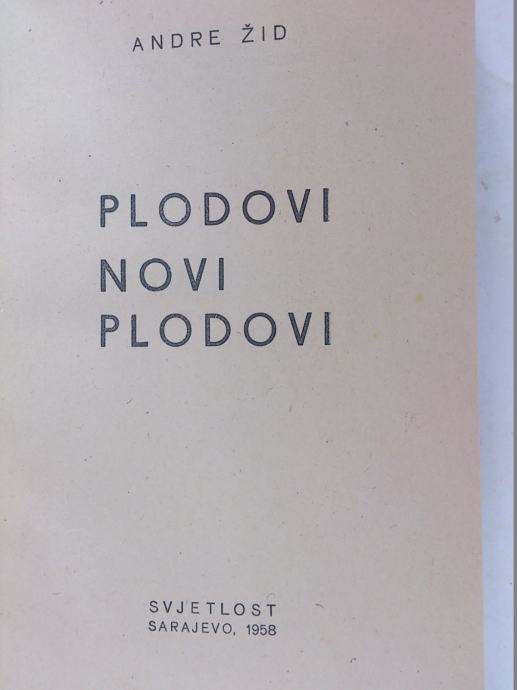 ANDRE ŽID
PLODOVI
NOVI
PLODOVI
SVJETLOST
SARAJEVO, 1958